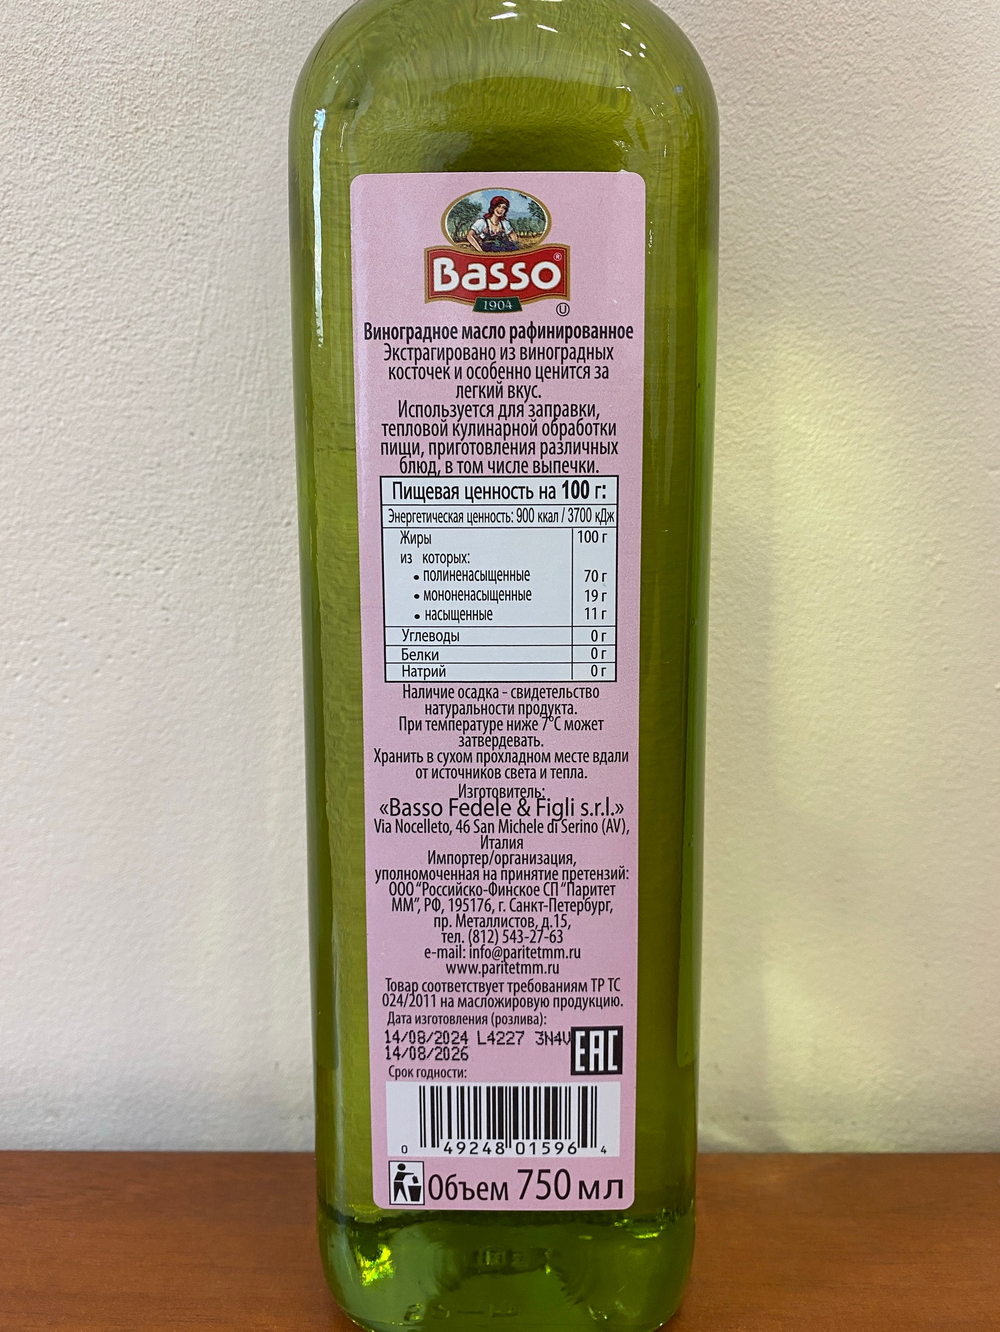 Basso®
1904
U
Виноградное масло рафинированное
Экстрагировано из виноградных
косточек и особенно ценится за
легкий вкус.
Используется для заправки,
тепловой кулинарной обработки
пищи, приготовления различных
блюд, в том числе выпечки.
Пищевая ценность на 100 г:
Энергетическая ценность: 900 ккал / 3700 кДж
Жиры 100 г
из которых:
• полиненасыщенные 70 г
• мононенасыщенные 19 г
• насыщенные 11 г
Углеводы 0 г
Белки 0 г
Натрий 0 г
Наличие осадка - свидетельство
натуральности продукта.
При температуре ниже 7°С может
затвердевать.
Хранить в сухом прохладном месте вдали
от источников света и тепла.
Изготовитель:
«Basso Fedele & Figli s.r.l.»
Via Nocelleto, 46 San Michele di Serino (AV),
Италия
Импортер/организация,
уполномоченная на принятие претензий:
ООО "Российско-Финское СП "Паритет
ММ", РФ, 195176, г. Санкт-Петербург,
пр. Металлистов, д.15,
тел. (812) 543-27-63
e-mail: info@paritetmm.ru
www.paritetmm.ru
Товар соответствует требованиям ТР ТС
024/2011 на масложировую продукцию.
Дата изготовления (розлива):
14/08/2024 L4227 3N4V
14/08/2026
EAC
Срок годности:
0 49248 01596 4
Объем 750 мл